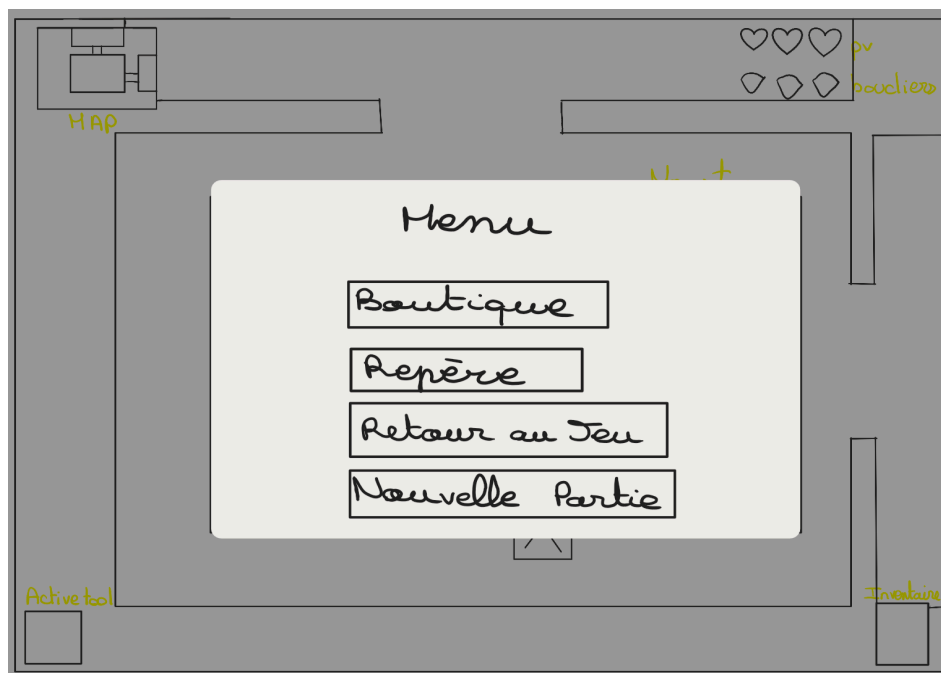 pv
boucliers
MAP
Menu
Boutique
Repère
Retour au Jeu
Nouvelle Partie
Active tool
Inventaire